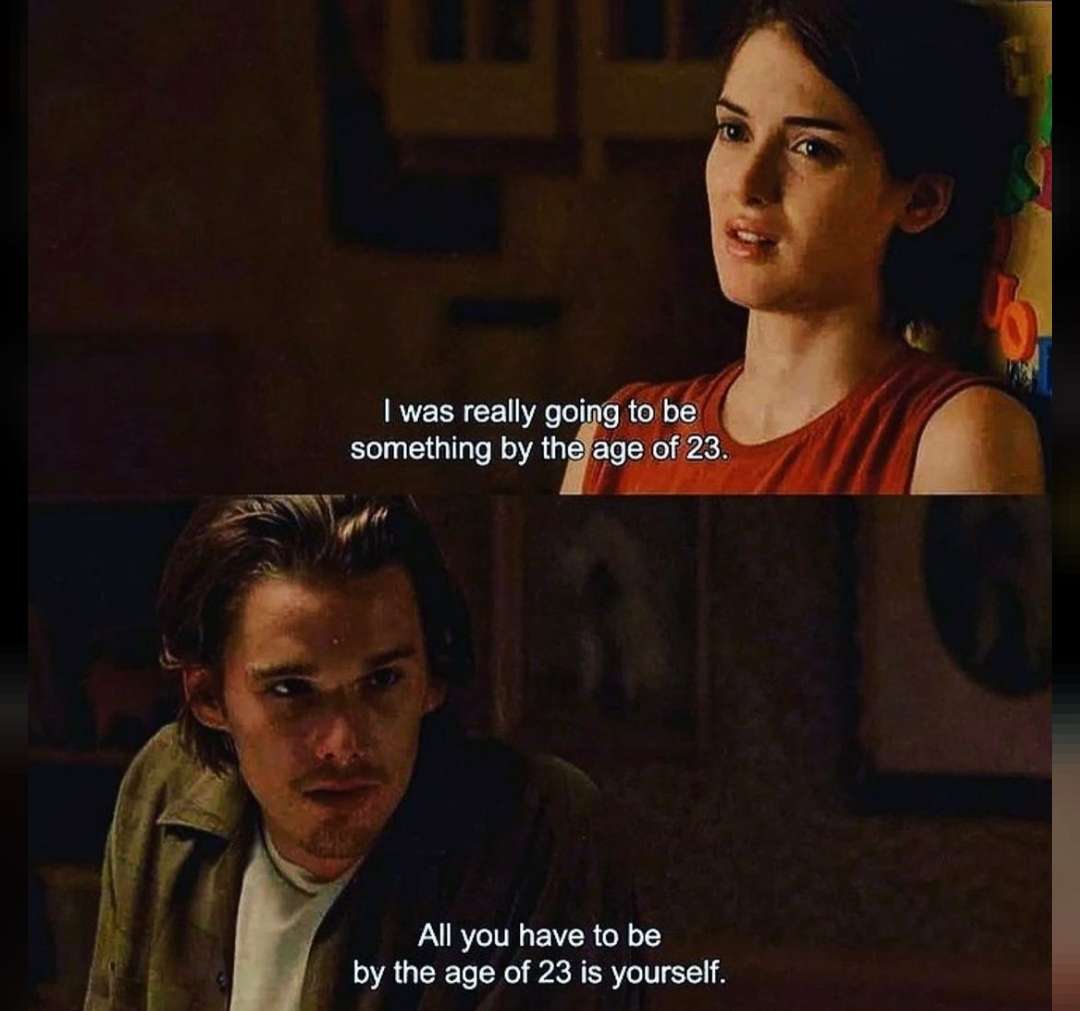 I was really going to be
something by the age of 23.
All you have to be
by the age of 23 is yourself.